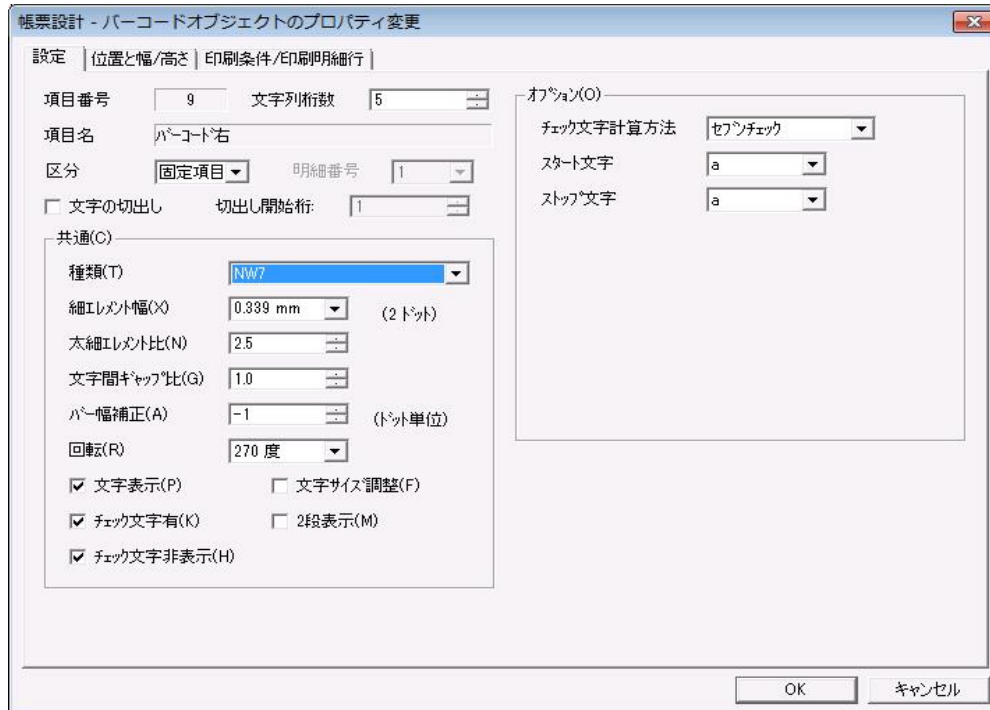 帳票設計 - バーコードオブジェクトのプロパティ変更
設定 位置と幅/高さ 印刷条件/印刷明細行
項目番号 9 文字列桁数 5
項目名 バーコード右
区分 固定項目 明細番号 1
文字の切出し 切出し開始桁: 1
共通(C)
種類(T) NW7
細エレメント幅(X) 0.339 mm (2 ドット)
太細エレメント比(N) 2.5
文字間ギャップ比(G) 1.0
バー幅補正(A) -1 (ドット単位)
回転(R) 270 度
文字表示(P) 文字サイズ調整(F)
チェック文字有(K) 2段表示(M)
チェック文字非表示(H)
オプション(O)
チェック文字計算方法 セブンチェック
スタート文字 a
ストップ文字 a
OK キャンセル